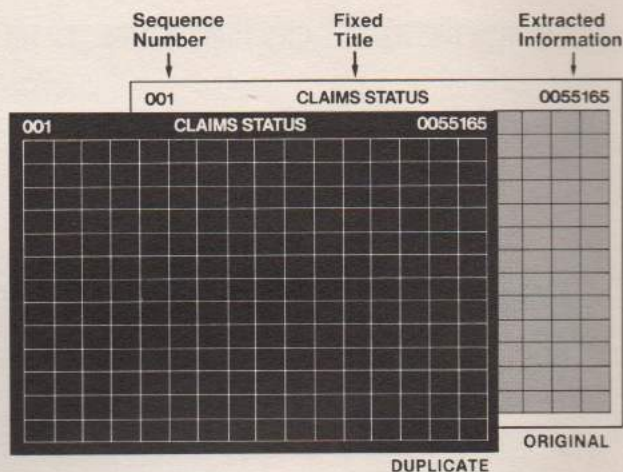 Sequence Number
Fixed Title
Extracted Information
001 CLAIMS STATUS 0055165
001 CLAIMS STATUS 0055165
ORIGINAL
DUPLICATE